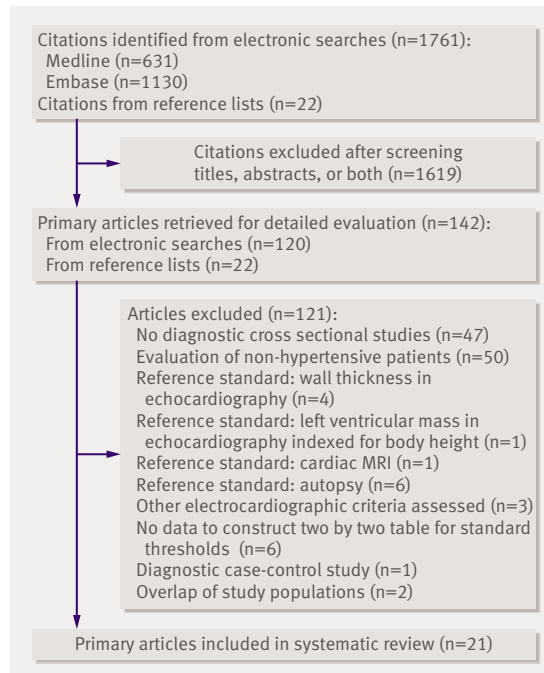 Citations identified from electronic searches (n=1761):
Medline (n=631)
Embase (n=1130)
Citations from reference lists (n=22)
Citations excluded after screening
titles, abstracts, or both (n=1619)
Primary articles retrieved for detailed evaluation (n=142):
From electronic searches (n=120)
From reference lists (n=22)
Articles excluded (n=121):
No diagnostic cross sectional studies (n=47)
Evaluation of non-hypertensive patients (n=50)
Reference standard: wall thickness in
echocardiography (n=4)
Reference standard: left ventricular mass in
echocardiography indexed for body height (n=1)
Reference standard: cardiac MRI (n=1)
Reference standard: autopsy (n=6)
Other electrocardiographic criteria assessed (n=3)
No data to construct two by two table for standard
thresholds (n=6)
Diagnostic case-control study (n=1)
Overlap of study populations (n=2)
Primary articles included in systematic review (n=21)